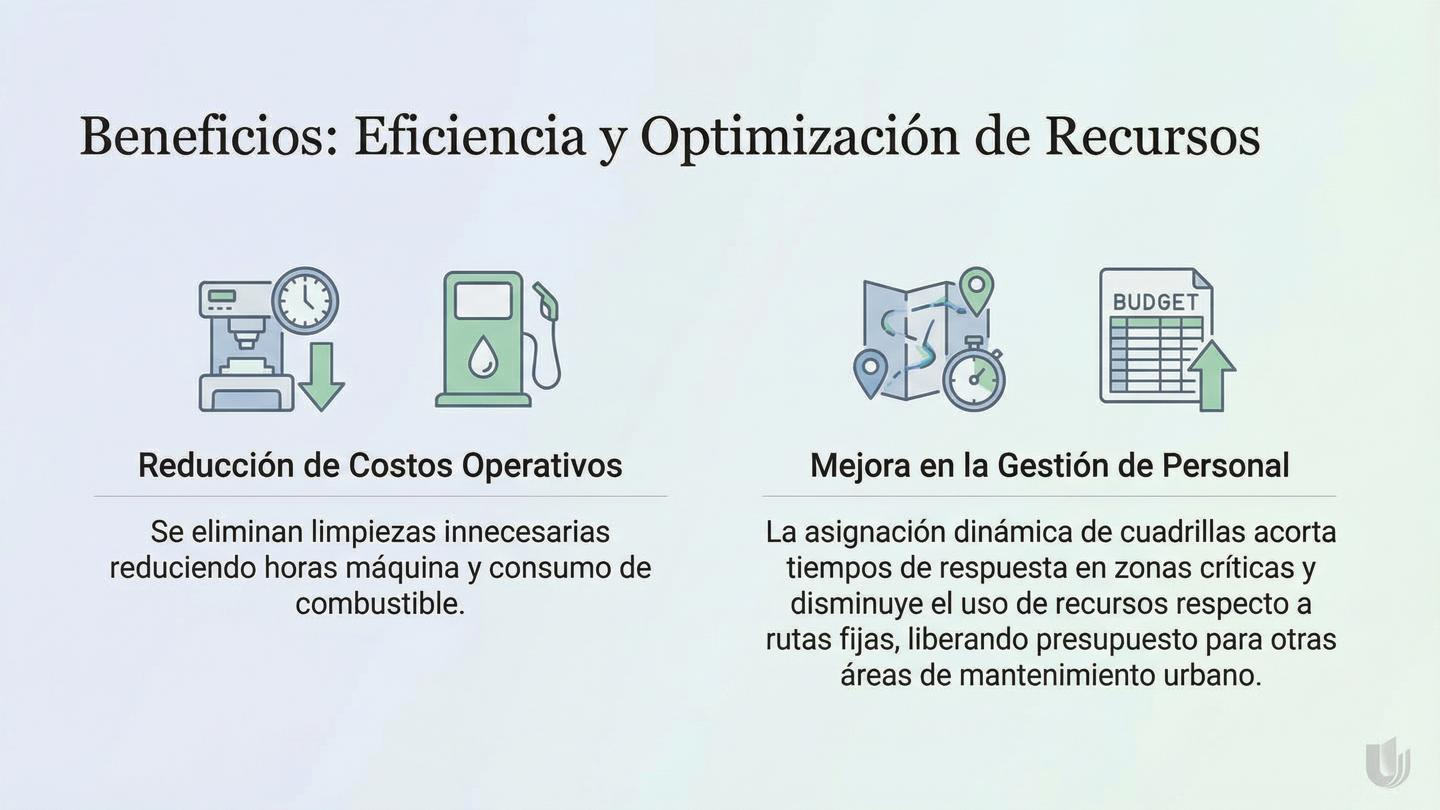 Beneficios: Eficiencia y Optimización de Recursos
BUDGET
Reducción de Costos Operativos
Se eliminan limpiezas innecesarias
reduciendo horas máquina y consumo de
combustible.
Mejora en la Gestión de Personal
La asignación dinámica de cuadrillas acorta
tiempos de respuesta en zonas críticas y
disminuye el uso de recursos respecto a
rutas fijas, liberando presupuesto para otras
áreas de mantenimiento urbano.